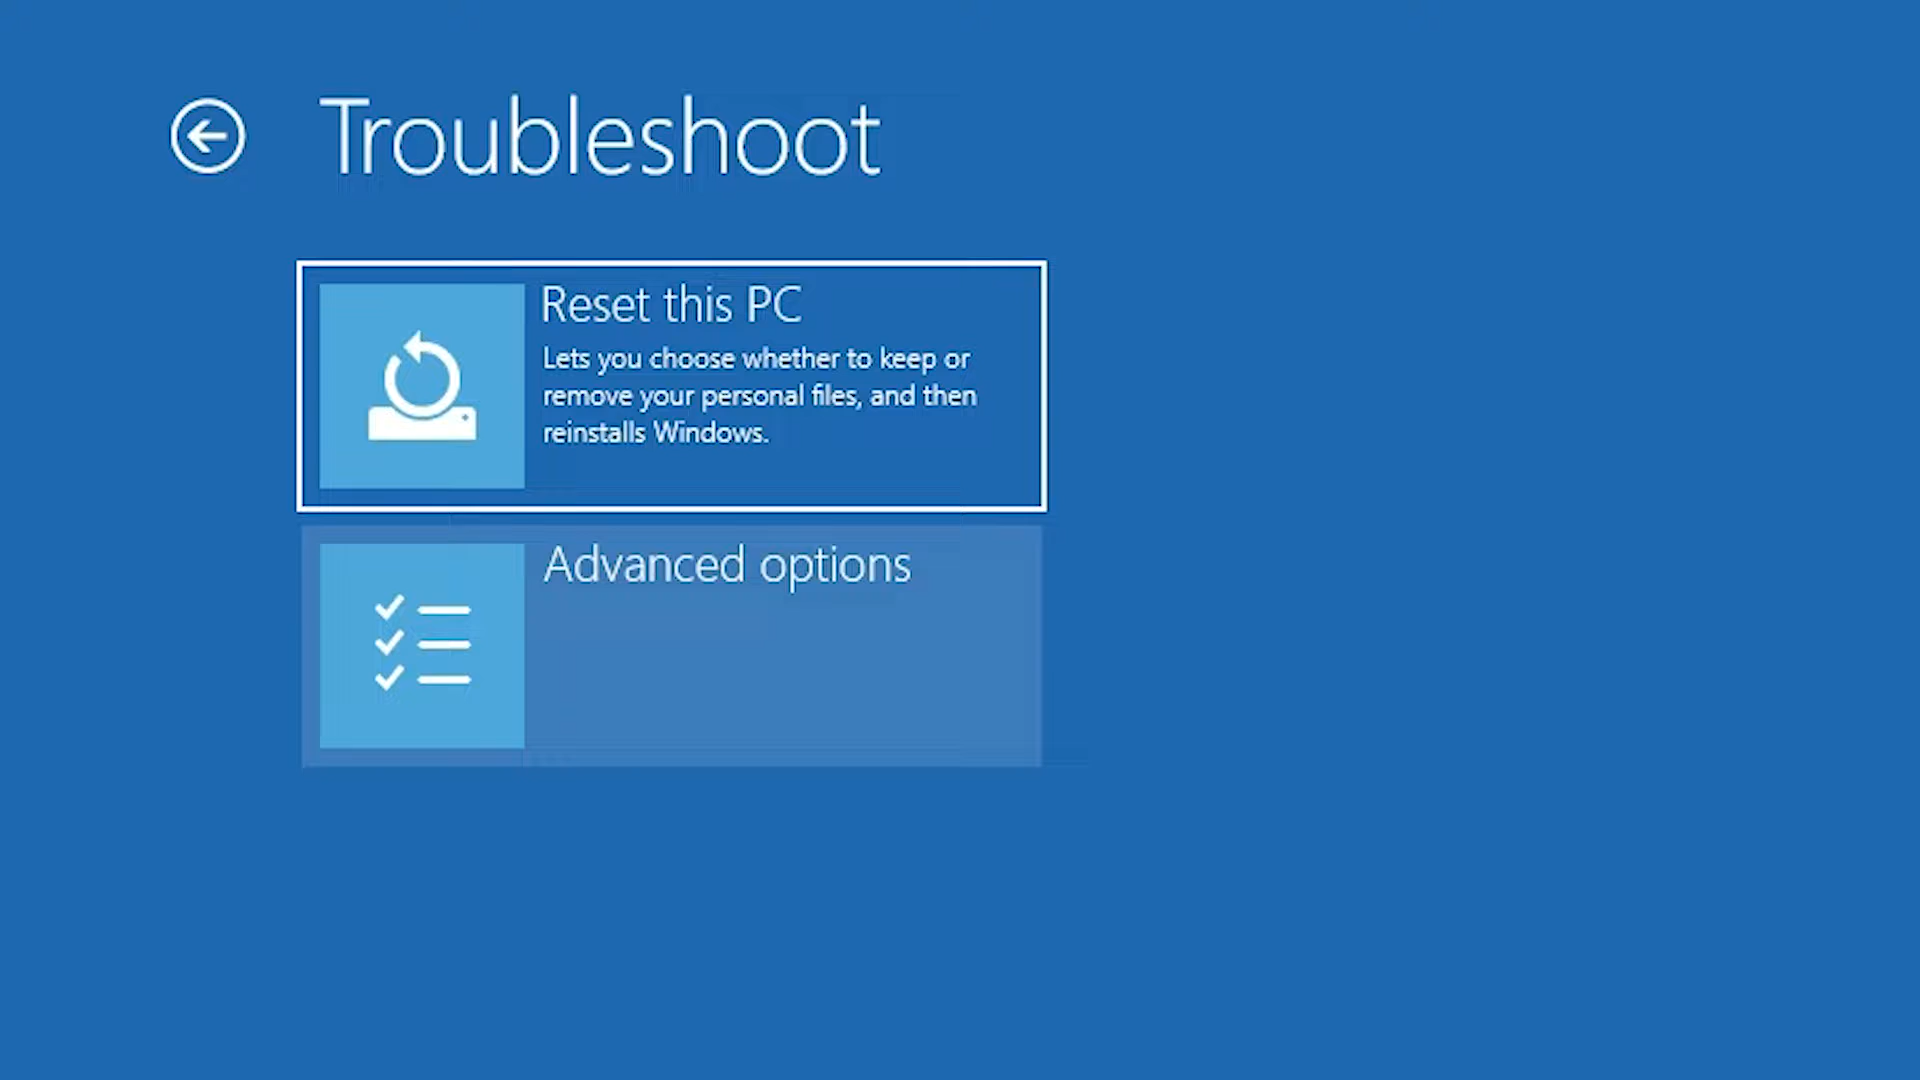 Troubleshoot
Reset this PC
Lets you choose whether to keep or
remove your personal files, and then
reinstalls Windows.
Advanced options